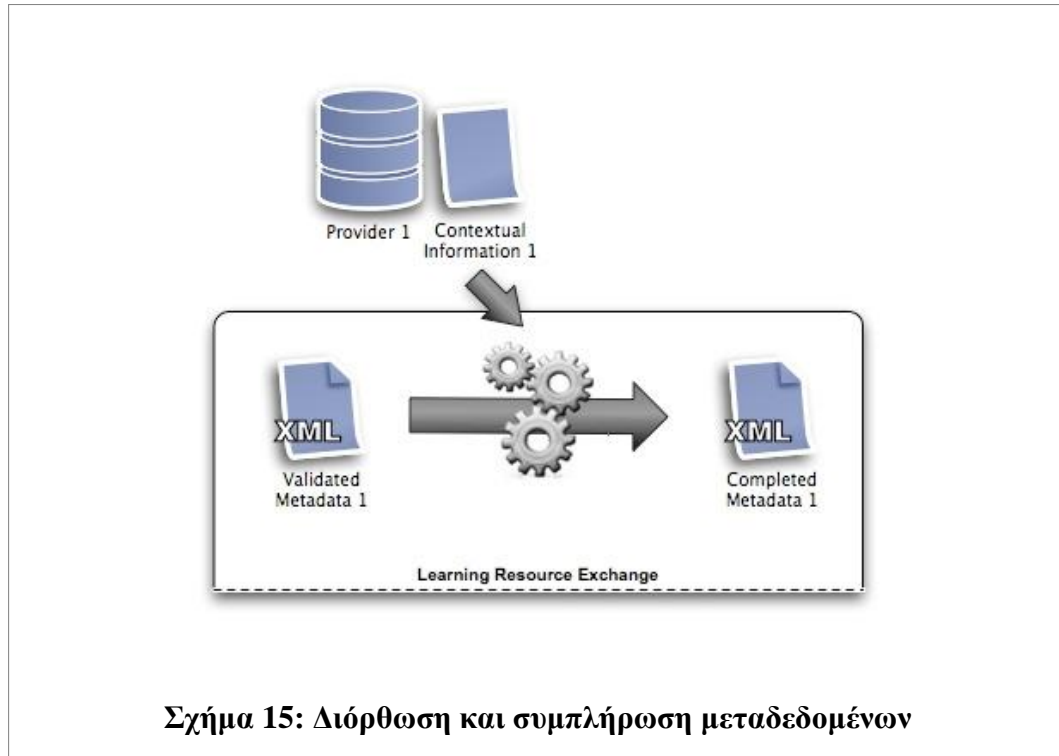 Provider 1
Contextual
Information 1
XML
Validated
Metadata 1
XML
Completed
Metadata 1
Learning Resource Exchange
Σχήμα 15: Διόρθωση και συμπλήρωση μεταδεδομένων